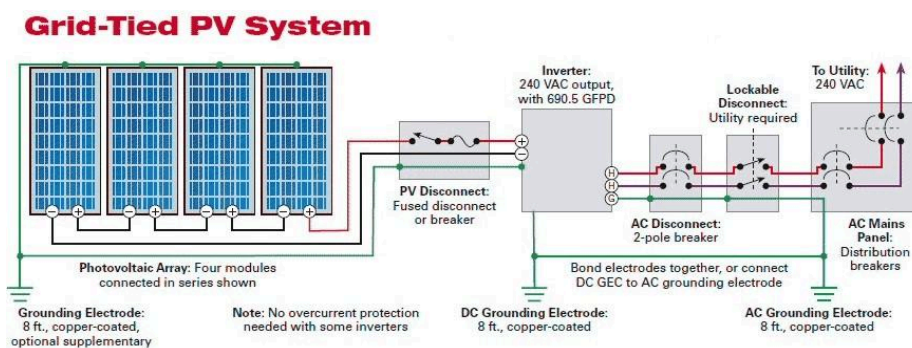 Grid-Tied PV System
Inverter:
240 VAC output,
with 690.5 GFPD
Lockable
Disconnect:
Utility required
To Utility:
240 VAC
+
−
H
H
G
− + − + − + − +
PV Disconnect:
Fused disconnect
or breaker
AC Disconnect:
2-pole breaker
AC Mains
Panel:
Distribution
breakers
Photovoltaic Array: Four modules
connected in series shown
Bond electrodes together, or connect
DC GEC to AC grounding electrode
Grounding Electrode:
8 ft., copper-coated,
optional supplementary
Note: No overcurrent protection
needed with some inverters
DC Grounding Electrode:
8 ft., copper-coated
AC Grounding Electrode:
8 ft., copper-coated